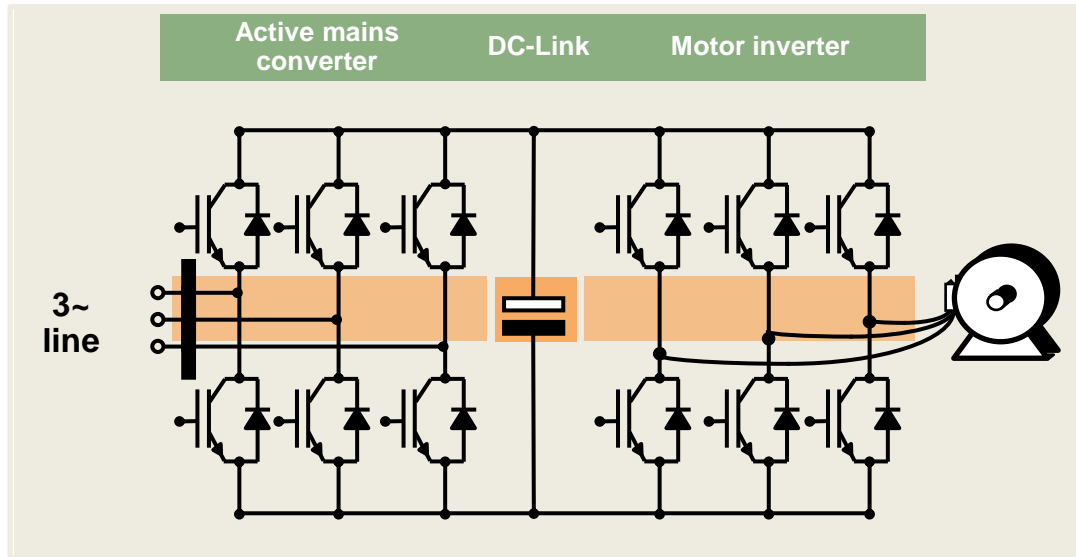 Active mains
converter
DC-Link
Motor inverter
3~
line